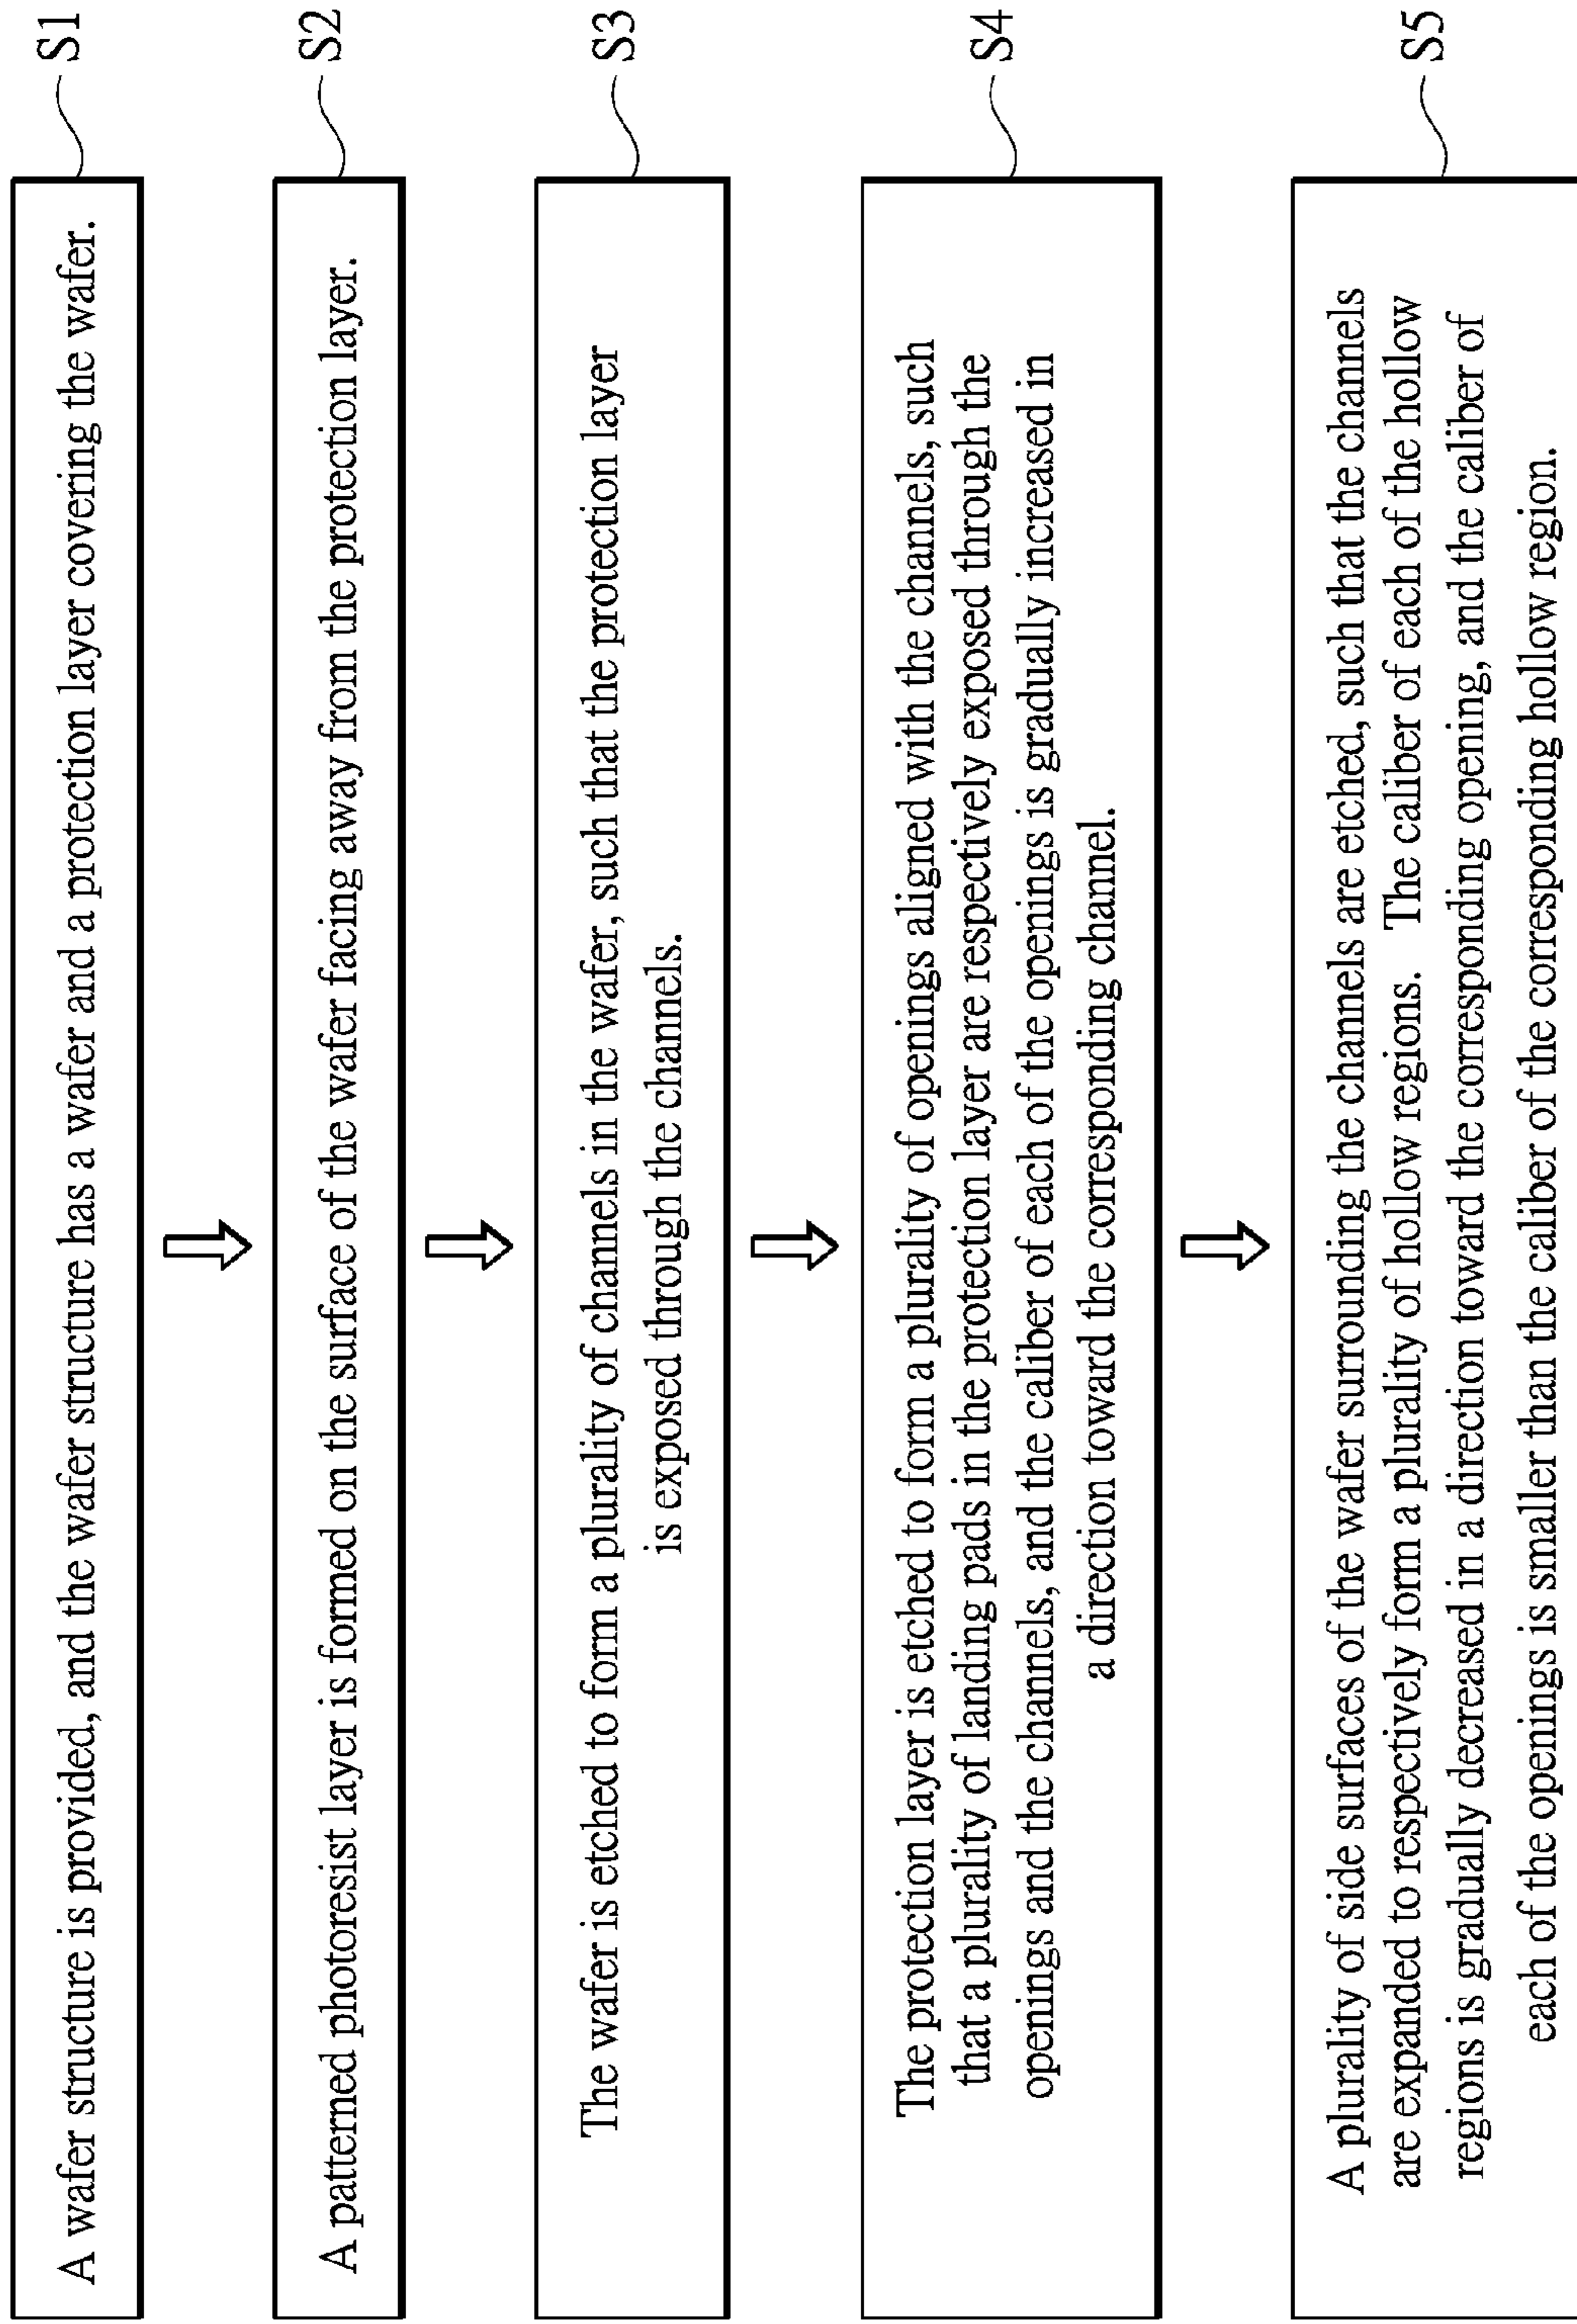 A wafer structure is provided, and the wafer structure has a wafer and a protection layer covering the wafer.
S1
A patterned photoresist layer is formed on the surface of the wafer facing away from the protection layer.
S2
The wafer is etched to form a plurality of channels in the wafer, such that the protection layer
is exposed through the channels.
S3
The protection layer is etched to form a plurality of openings aligned with the channels, such
that a plurality of landing pads in the protection layer are respectively exposed through the
openings and the channels, and the caliber of each of the openings is gradually increased in
a direction toward the corresponding channel.
S4
A plurality of side surfaces of the wafer surrounding the channels are etched, such that the channels
are expanded to respectively form a plurality of hollow regions. The caliber of each of the hollow
regions is gradually decreased in a direction toward the corresponding opening, and the caliber of
each of the openings is smaller than the caliber of the corresponding hollow region.
S5